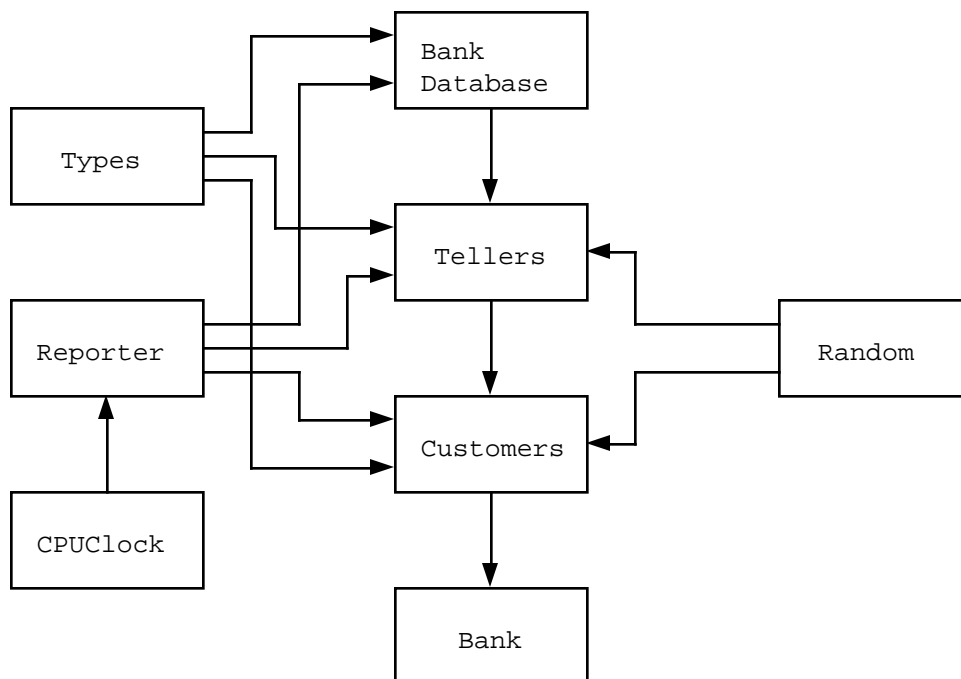 Bank
Database
Types
Tellers
Reporter
Random
Customers
CPUClock
Bank